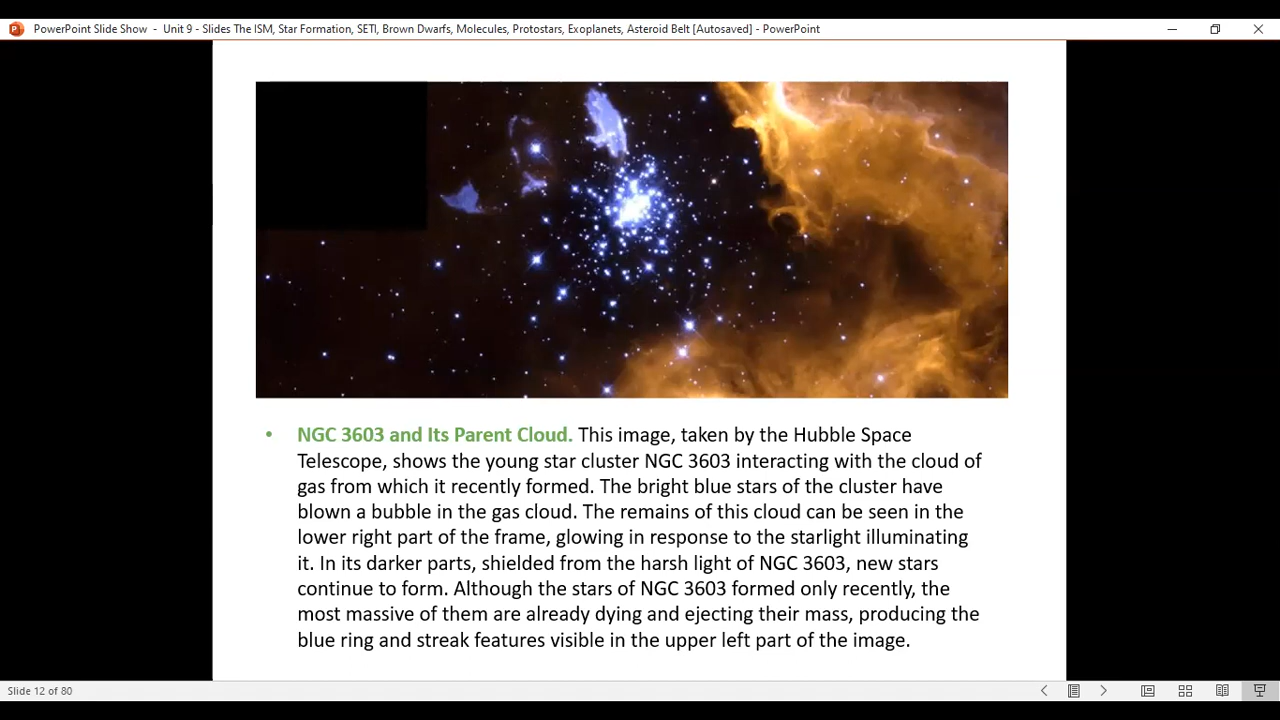 PowerPoint Slide Show - Unit 9 - Slides The ISM, Star Formation, SETI, Brown Dwarfs, Molecules, Protostars, Exoplanets, Asteroid Belt [Autosaved] - PowerPoint
• NGC 3603 and Its Parent Cloud. This image, taken by the Hubble Space
Telescope, shows the young star cluster NGC 3603 interacting with the cloud of
gas from which it recently formed. The bright blue stars of the cluster have
blown a bubble in the gas cloud. The remains of this cloud can be seen in the
lower right part of the frame, glowing in response to the starlight illuminating
it. In its darker parts, shielded from the harsh light of NGC 3603, new stars
continue to form. Although the stars of NGC 3603 formed only recently, the
most massive of them are already dying and ejecting their mass, producing the
blue ring and streak features visible in the upper left part of the image.
Slide 12 of 80